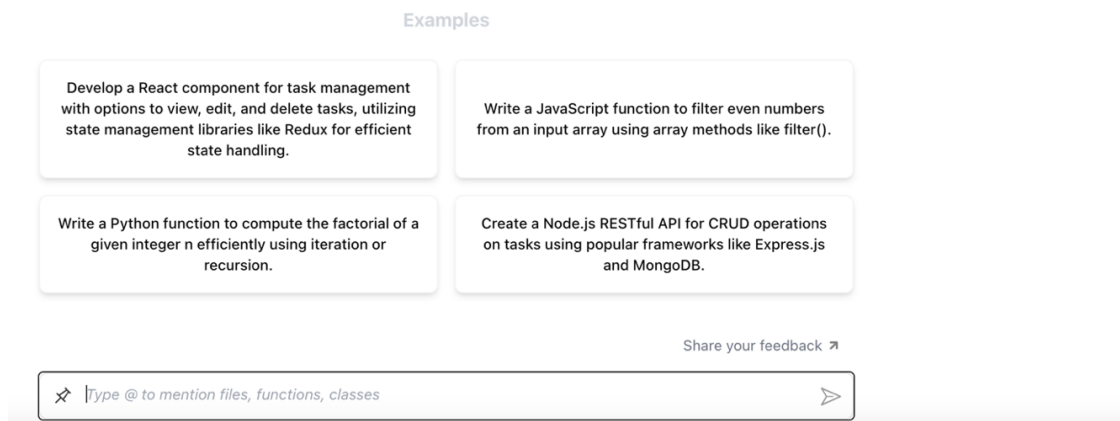 Examples
Develop a React component for task management
with options to view, edit, and delete tasks, utilizing
state management libraries like Redux for efficient
state handling.
Write a JavaScript function to filter even numbers
from an input array using array methods like filter().
Write a Python function to compute the factorial of a
given integer n efficiently using iteration or
recursion.
Create a Node.js RESTful API for CRUD operations
on tasks using popular frameworks like Express.js
and MongoDB.
Share your feedback
Type @ to mention files, functions, classes